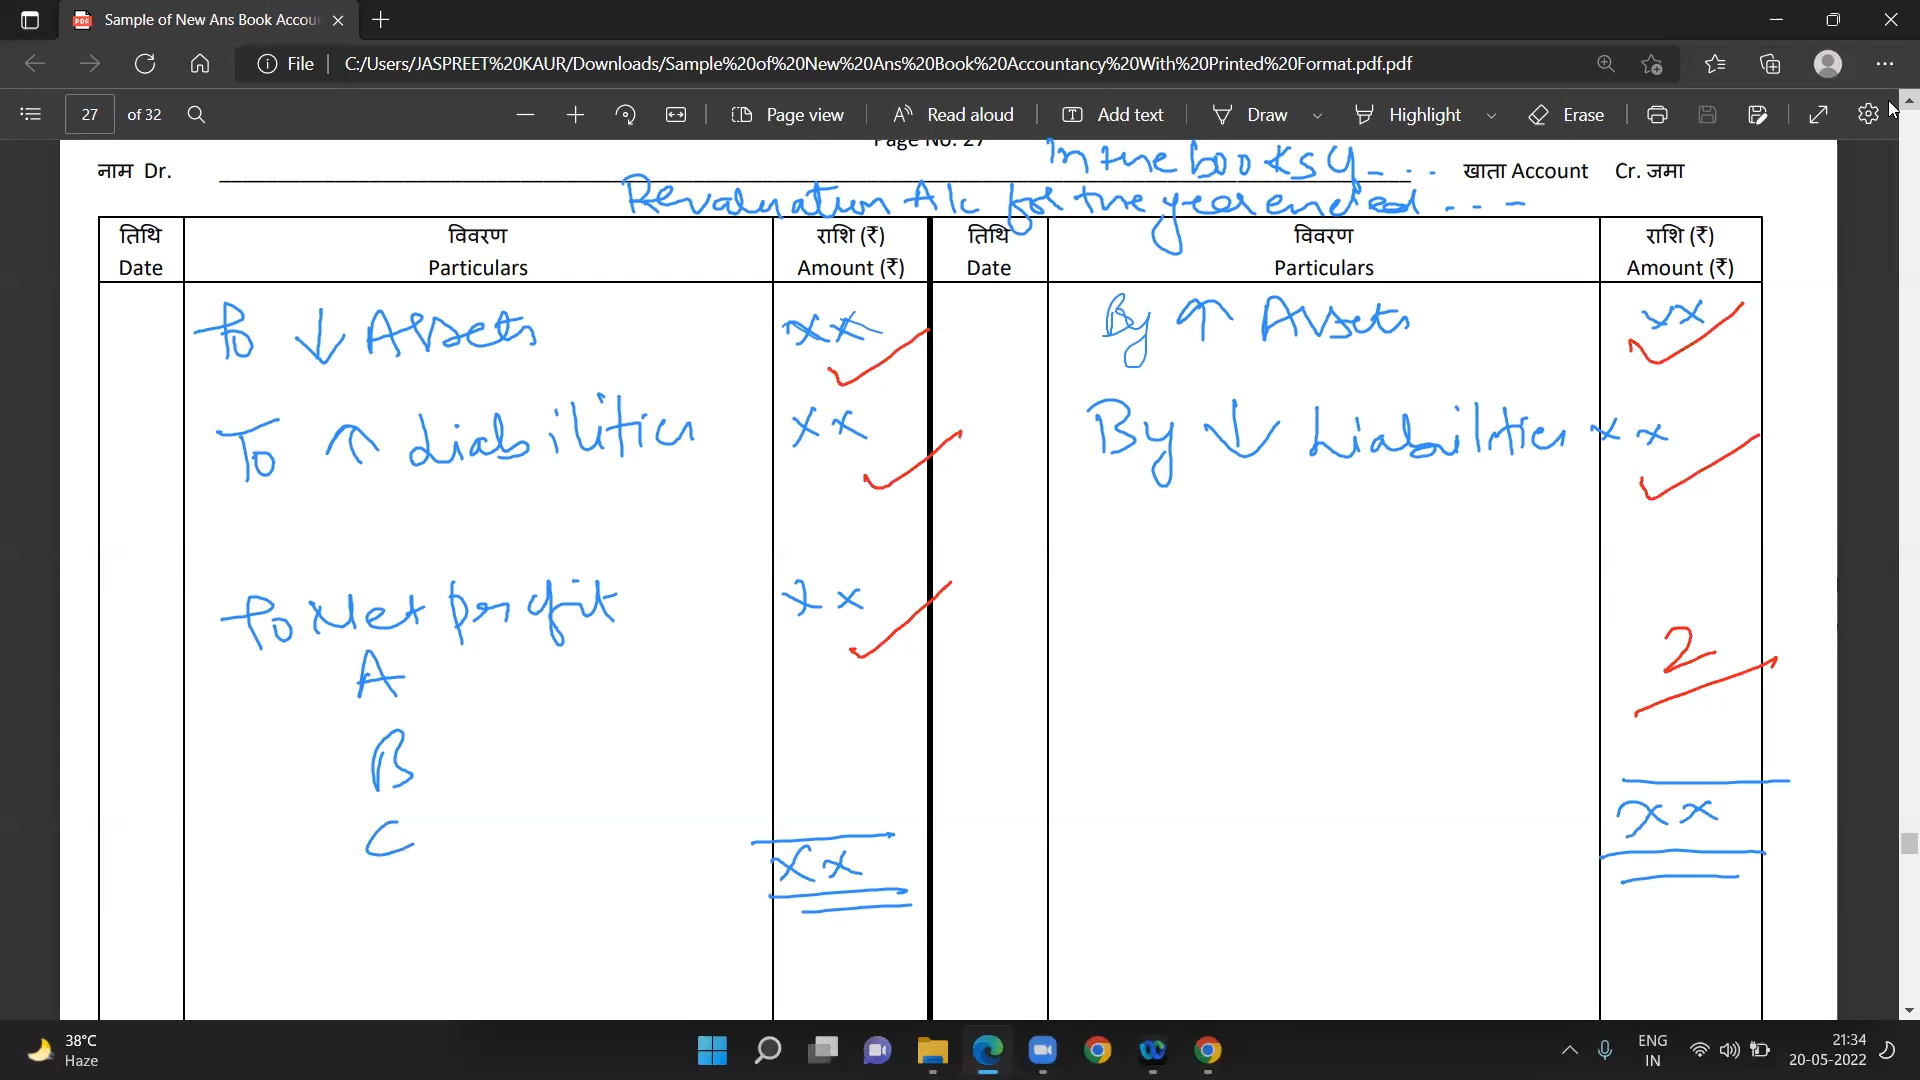 Sample of New Ans Book Accou
File
C:/Users/JASPREET%20KAUR/Downloads/Sample%20of%20New%20Ans%20Book%20Accountancy%20With%20Printed%20Format.pdf.pdf
27 of 32
Page view
Read aloud
Add text
Draw
Highlight
Erase
Page No. 27
In the books of - - -
नाम Dr.
खाता Account Cr. जमा
Revaluation A/c for the year ended - - -
तिथि विवरण राशि (₹) तिथि विवरण राशि (₹)
Date Particulars Amount (₹) Date Particulars Amount (₹)
To ↓ Assets xx By ↑ Assets xx
To ↑ Liabilities xx By ↓ Liabilities xx
To Net profit xx
2
A
B
C
xx xx
38°C
Haze
ENG
IN
21:34
20-05-2022